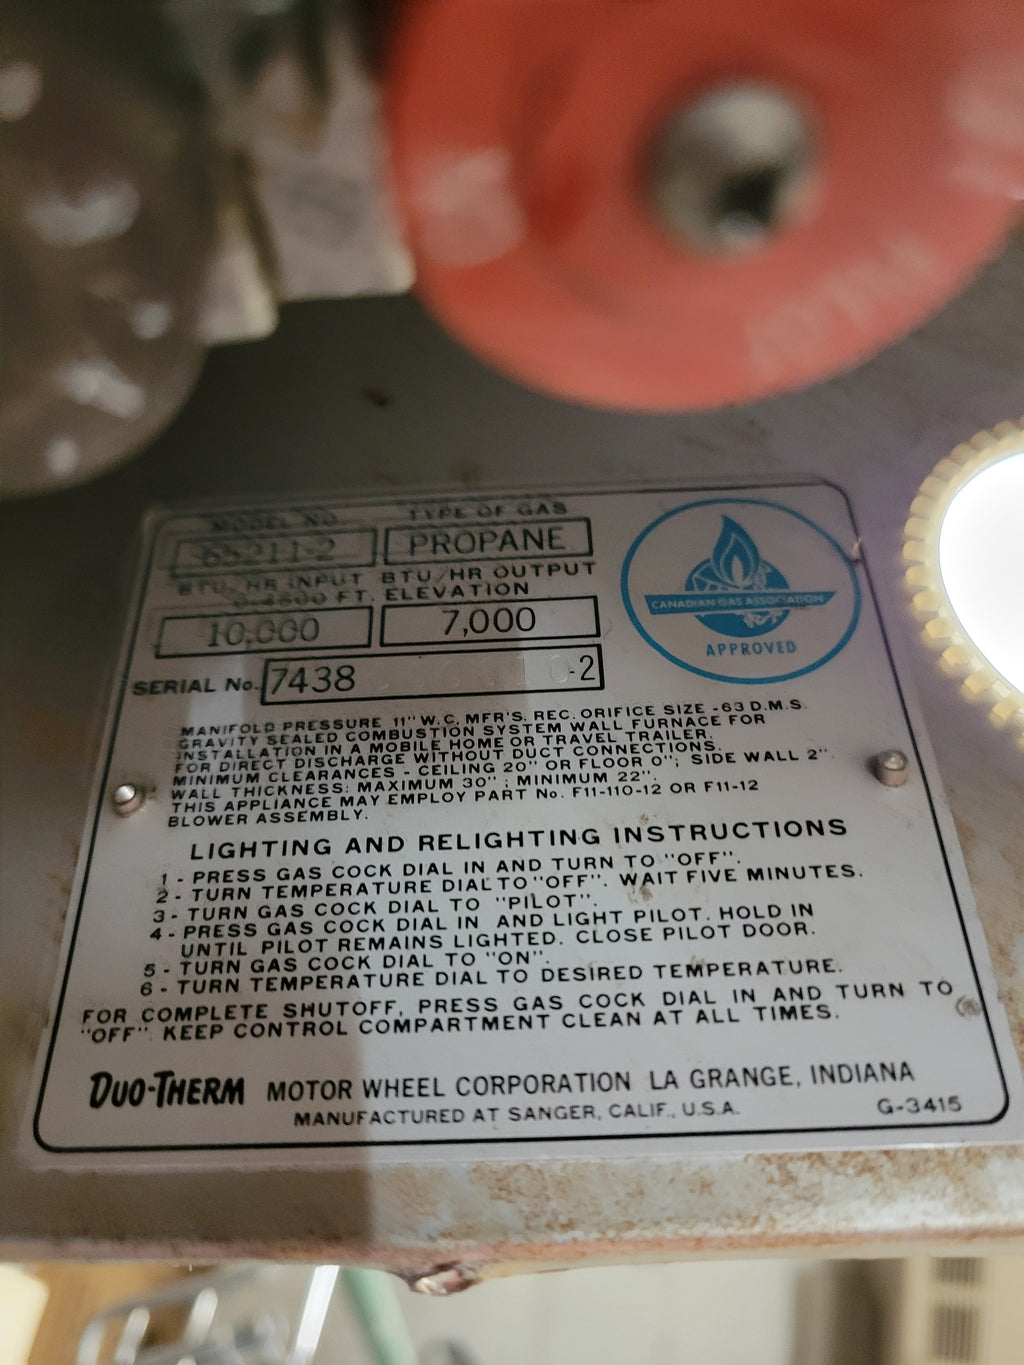 MODEL NO. TYPE OF GAS
65211-2 PROPANE
BTU/HR INPUT BTU/HR OUTPUT
0-4500 FT. ELEVATION
10,000 7,000
SERIAL No. 7438 -2
CANADIAN GAS ASSOCIATION
APPROVED
MANIFOLD PRESSURE 11" W.C. MFR'S. REC. ORIFICE SIZE -63 D.M.S.
GRAVITY SEALED COMBUSTION SYSTEM WALL FURNACE FOR
INSTALLATION IN A MOBILE HOME OR TRAVEL TRAILER.
FOR DIRECT DISCHARGE WITHOUT DUCT CONNECTIONS.
MINIMUM CLEARANCES - CEILING 20" OR FLOOR 0"; SIDE WALL 2".
WALL THICKNESS: MAXIMUM 30" ; MINIMUM 22".
THIS APPLIANCE MAY EMPLOY PART No. F11-110-12 OR F11-12
BLOWER ASSEMBLY.
LIGHTING AND RELIGHTING INSTRUCTIONS
1 - PRESS GAS COCK DIAL IN AND TURN TO "OFF".
2 - TURN TEMPERATURE DIAL TO "OFF". WAIT FIVE MINUTES.
3 - TURN GAS COCK DIAL TO "PILOT".
4 - PRESS GAS COCK DIAL IN AND LIGHT PILOT. HOLD IN
UNTIL PILOT REMAINS LIGHTED. CLOSE PILOT DOOR.
5 - TURN GAS COCK DIAL TO "ON".
6 - TURN TEMPERATURE DIAL TO DESIRED TEMPERATURE.
FOR COMPLETE SHUTOFF, PRESS GAS COCK DIAL IN AND TURN TO
"OFF". KEEP CONTROL COMPARTMENT CLEAN AT ALL TIMES.
DUO-THERM MOTOR WHEEL CORPORATION LA GRANGE, INDIANA
MANUFACTURED AT SANGER, CALIF., U.S.A. G-3415